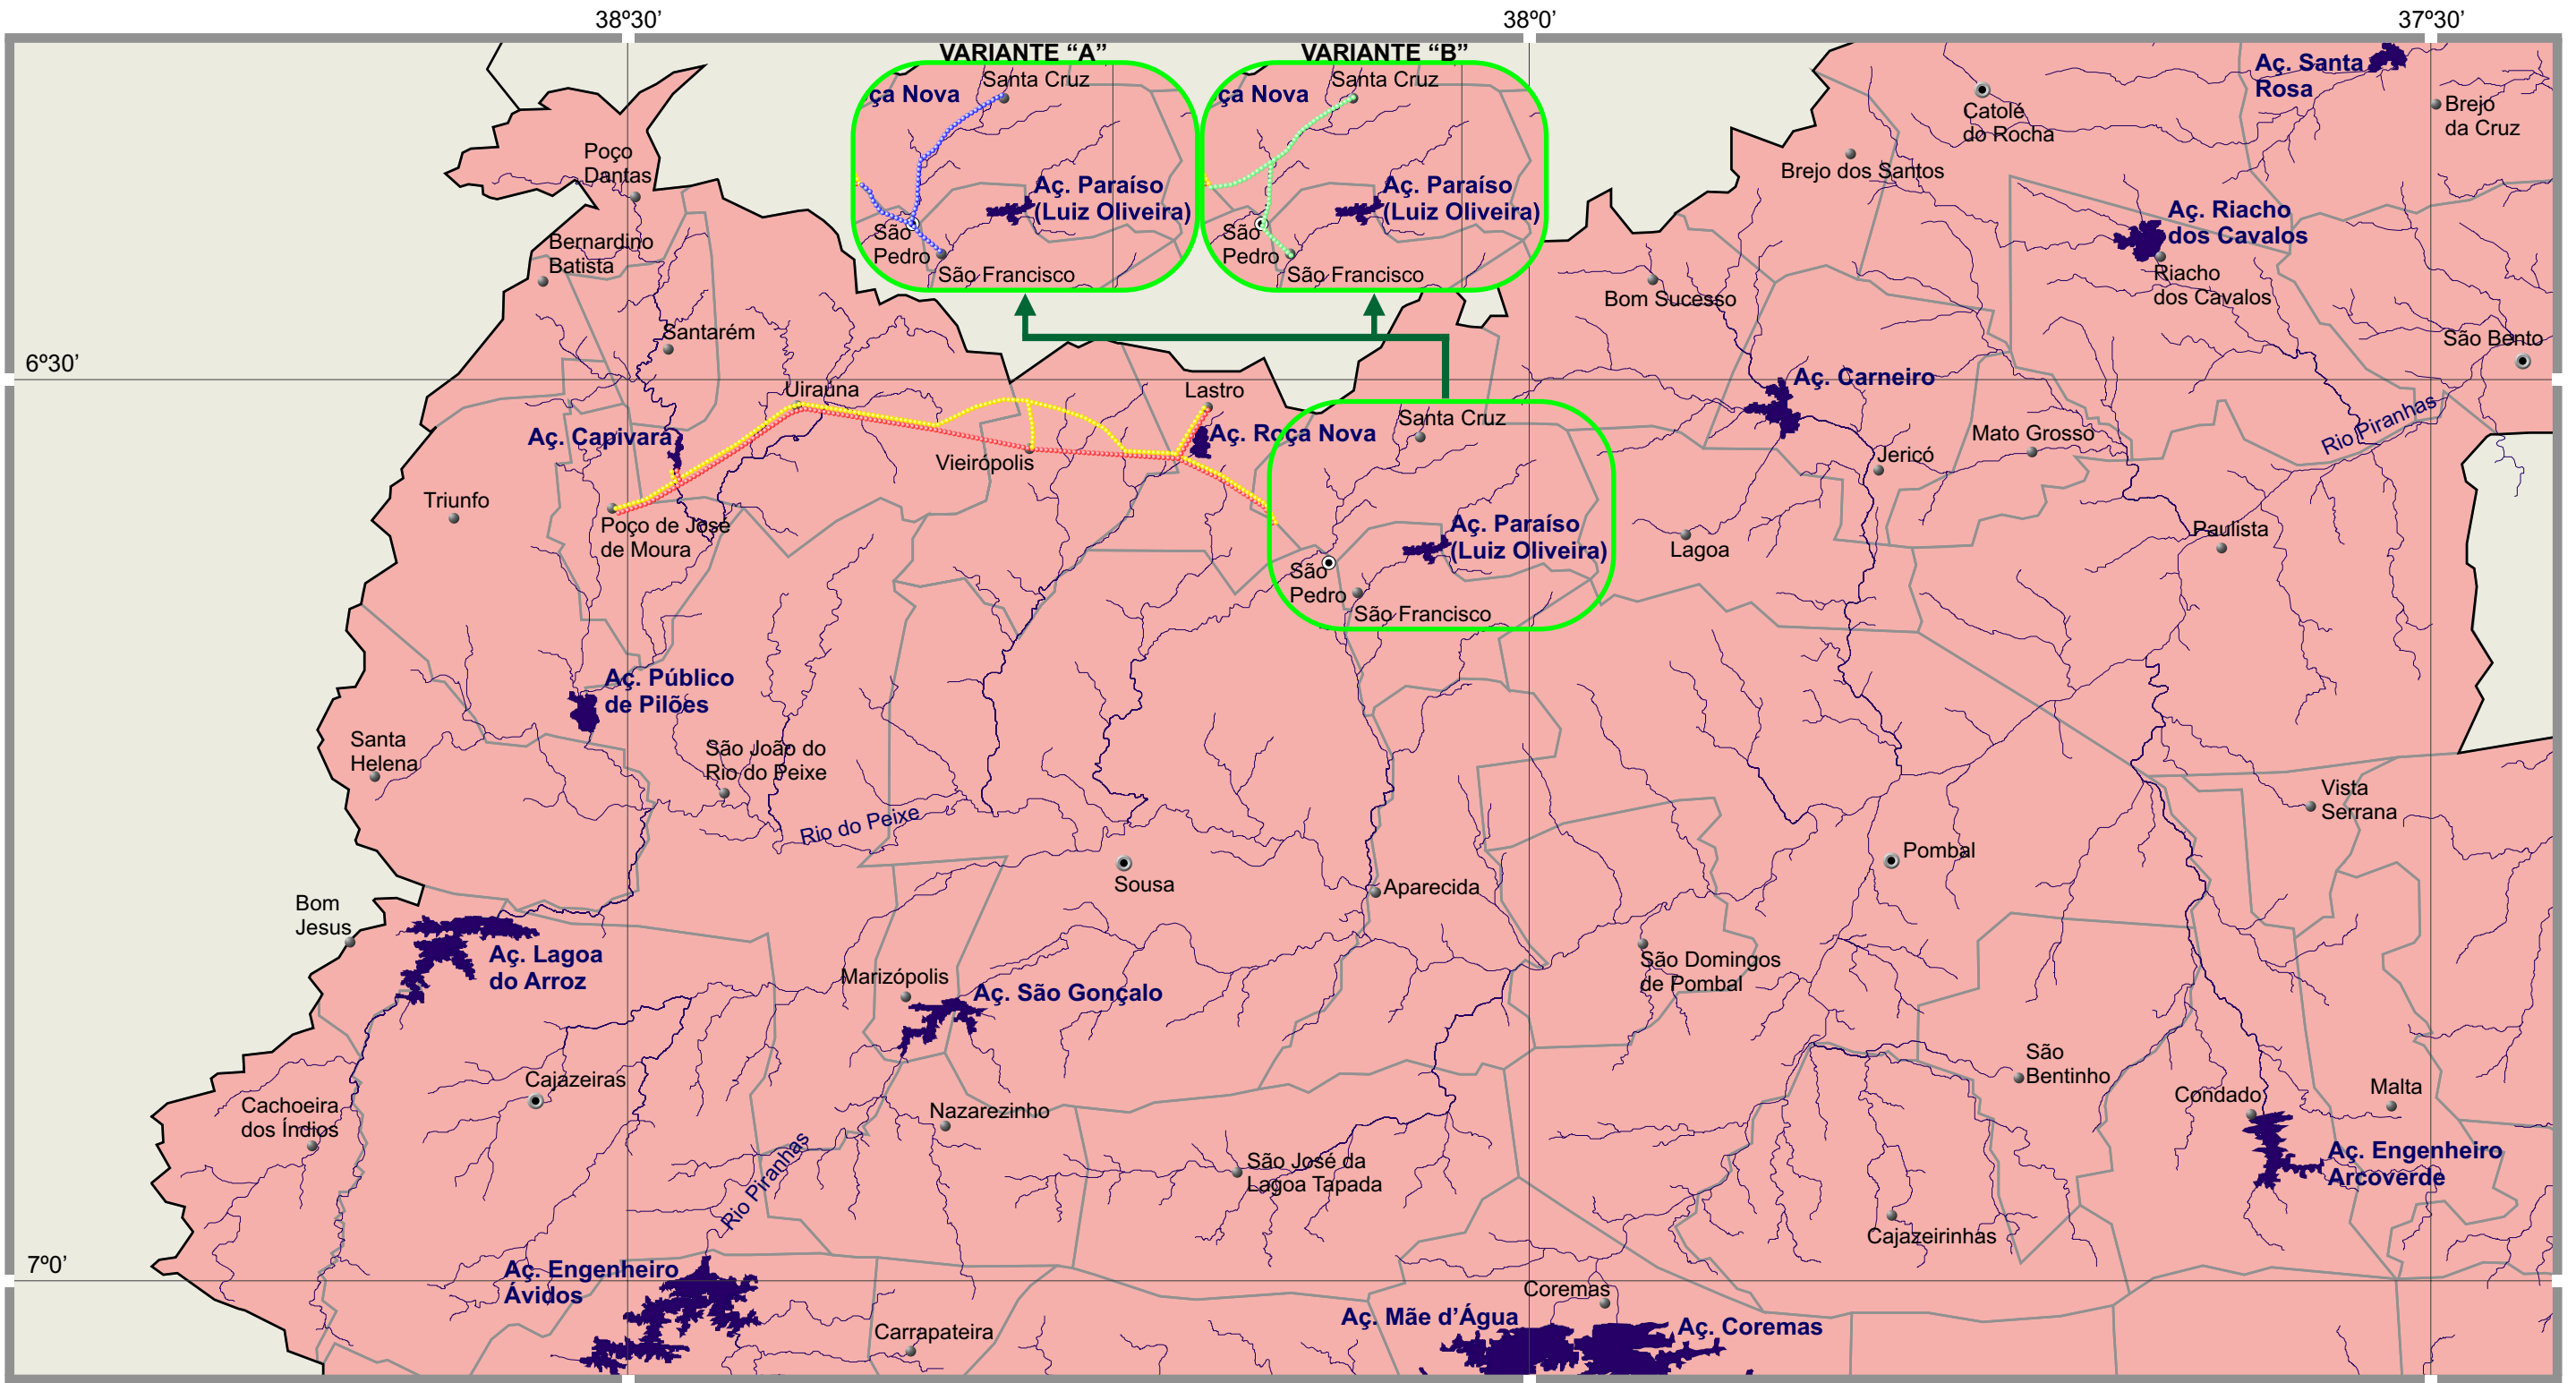 38º30’
38º0’
37º30’
VARIANTE “A”
VARIANTE “B”
Santa Cruz
ça Nova
Aç. Paraíso
(Luiz Oliveira)
São
Pedro
São Francisco
Santa Cruz
ça Nova
Aç. Paraíso
(Luiz Oliveira)
São
Pedro
São Francisco
Aç. Santa
Rosa
Catolé
do Rocha
Brejo
da Cruz
Poço
Dantas
Brejo dos Santos
Aç. Riacho
dos Cavalos
Riacho
dos Cavalos
Bernardino
Batista
Bom Sucesso
Santarém
São Bento
6º30’
Uiraúna
Lastro
Aç. Carneiro
Aç. Capivara
Aç. Roça Nova
Santa Cruz
Vieirópolis
Jericó
Mato Grosso
Rio Piranhas
Triunfo
Poço de José
de Moura
Aç. Paraíso
(Luiz Oliveira)
São
Pedro
São Francisco
Lagoa
Paulista
Aç. Público
de Pilões
Santa
Helena
São João do
Rio do Peixe
Rio do Peixe
Vista
Serrana
Sousa
Aparecida
Pombal
Bom
Jesus
Aç. Lagoa
do Arroz
Marizópolis
Aç. São Gonçalo
São Domingos
de Pombal
Cajazeiras
Cachoeira
dos Índios
Nazarezinho
São
Bentinho
Condado
Malta
Rio Piranhas
São José da
Lagoa Tapada
Aç. Engenheiro
Arcoverde
Cajazeirinhas
7º0’
Aç. Engenheiro
Ávidos
Coremas
Carrapateira
Aç. Mãe d’Água
Aç. Coremas